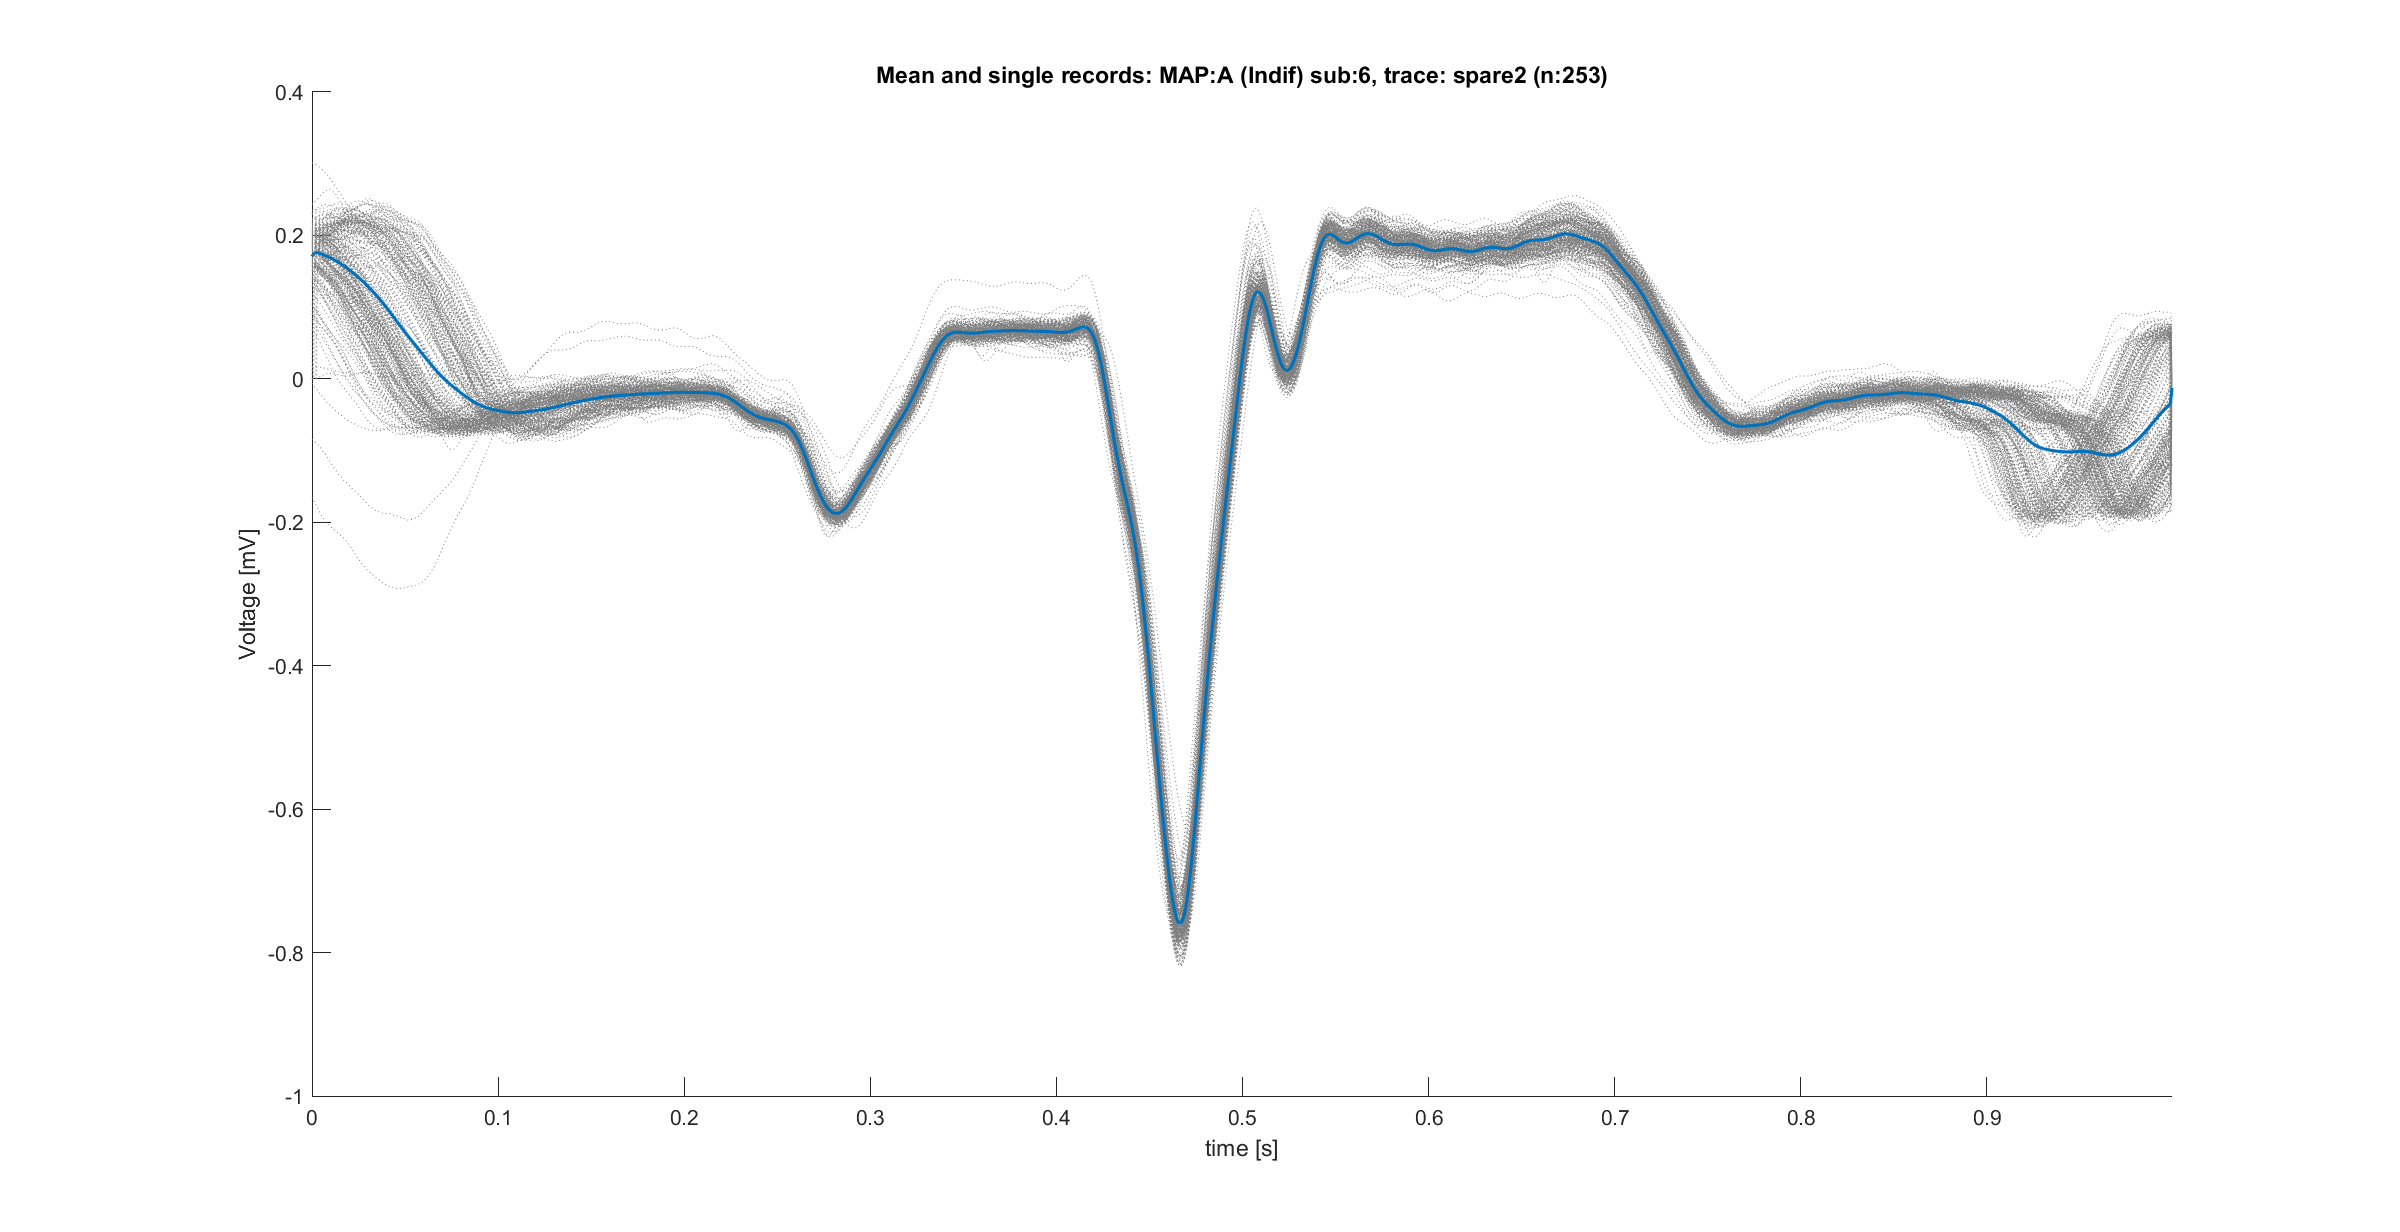 Mean and single records: MAP:A (Indif) sub:6, trace: spare2 (n:253)
0.4
0.2
0
-0.2
-0.4
-0.6
-0.8
-1
Voltage [mV]
0 0.1 0.2 0.3 0.4 0.5 0.6 0.7 0.8 0.9
time [s]